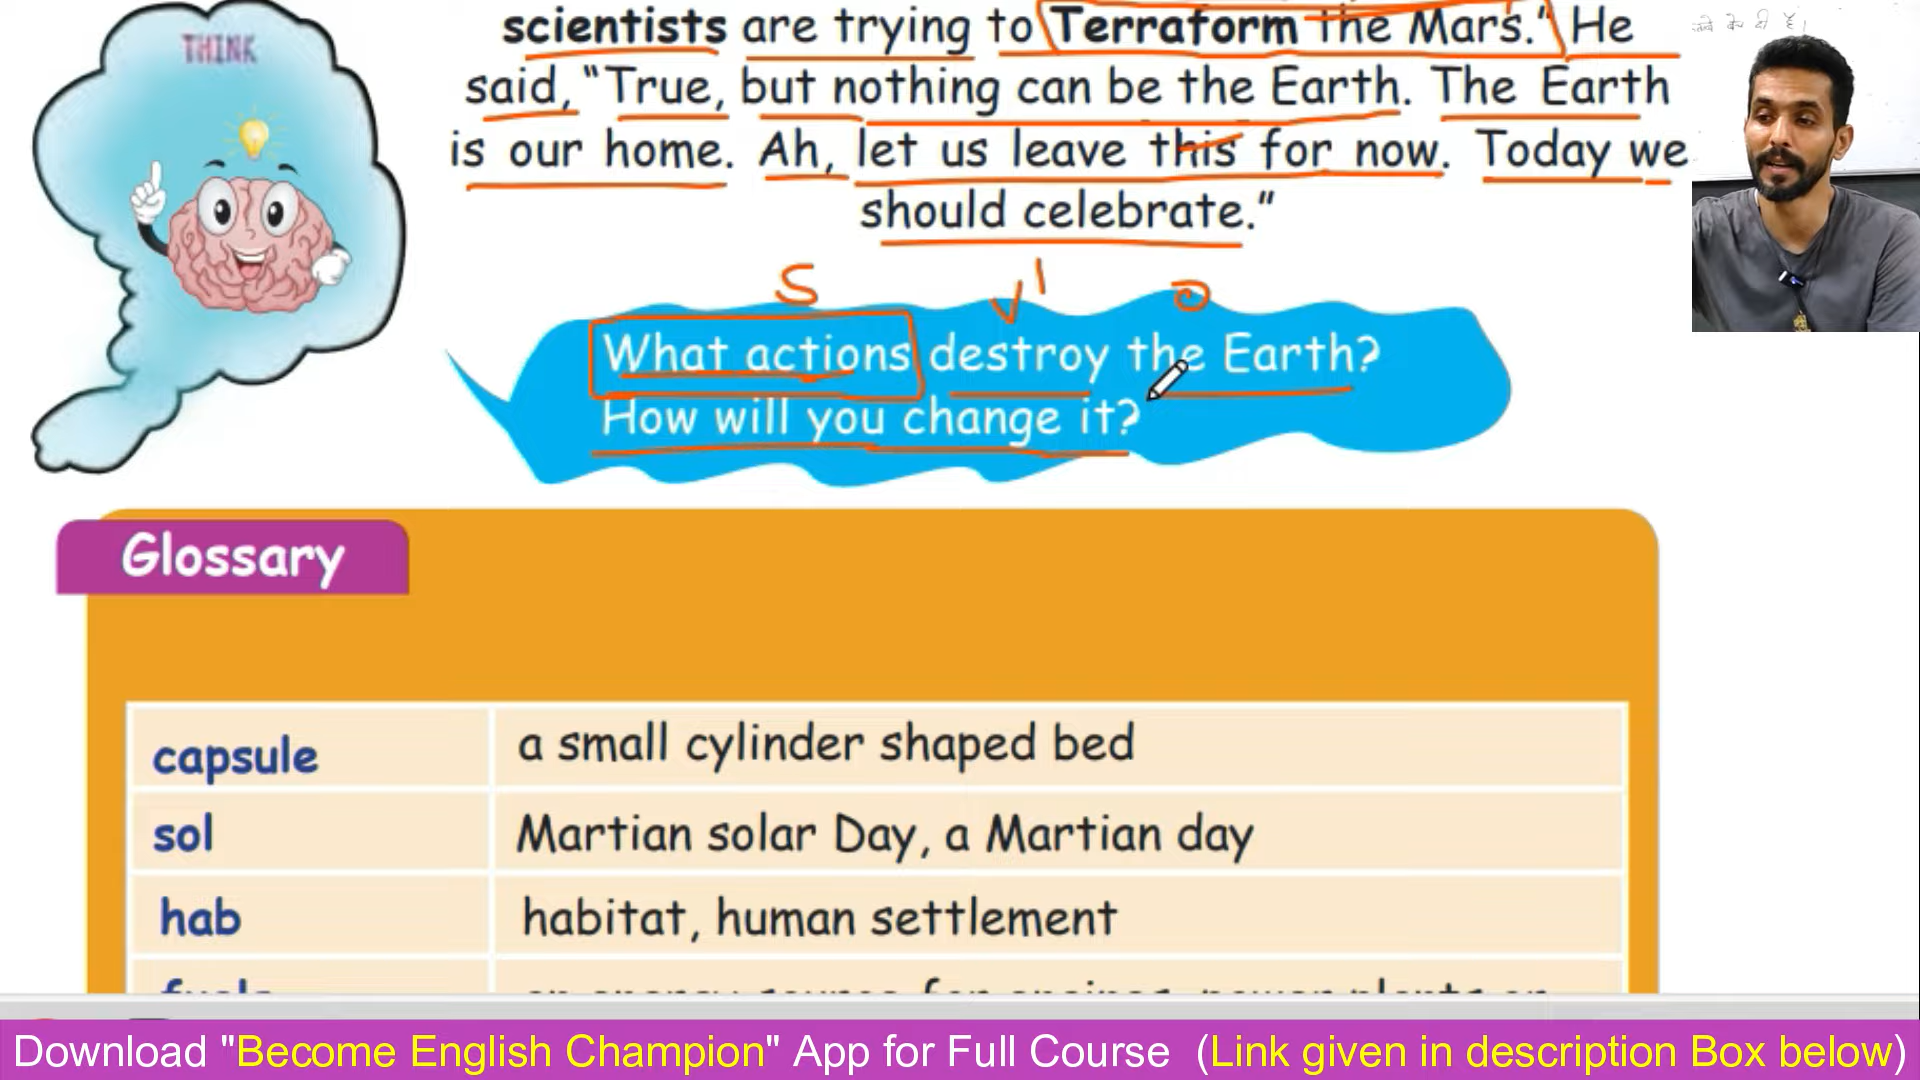 THINK
scientists are trying to Terraform the Mars.” He
said, “True, but nothing can be the Earth. The Earth
is our home. Ah, let us leave this for now. Today we
should celebrate.”
S V1 O
What actions destroy the Earth?
How will you change it?
Glossary
capsule a small cylinder shaped bed
sol Martian solar Day, a Martian day
hab habitat, human settlement
Download "Become English Champion" App for Full Course (Link given in description Box below)